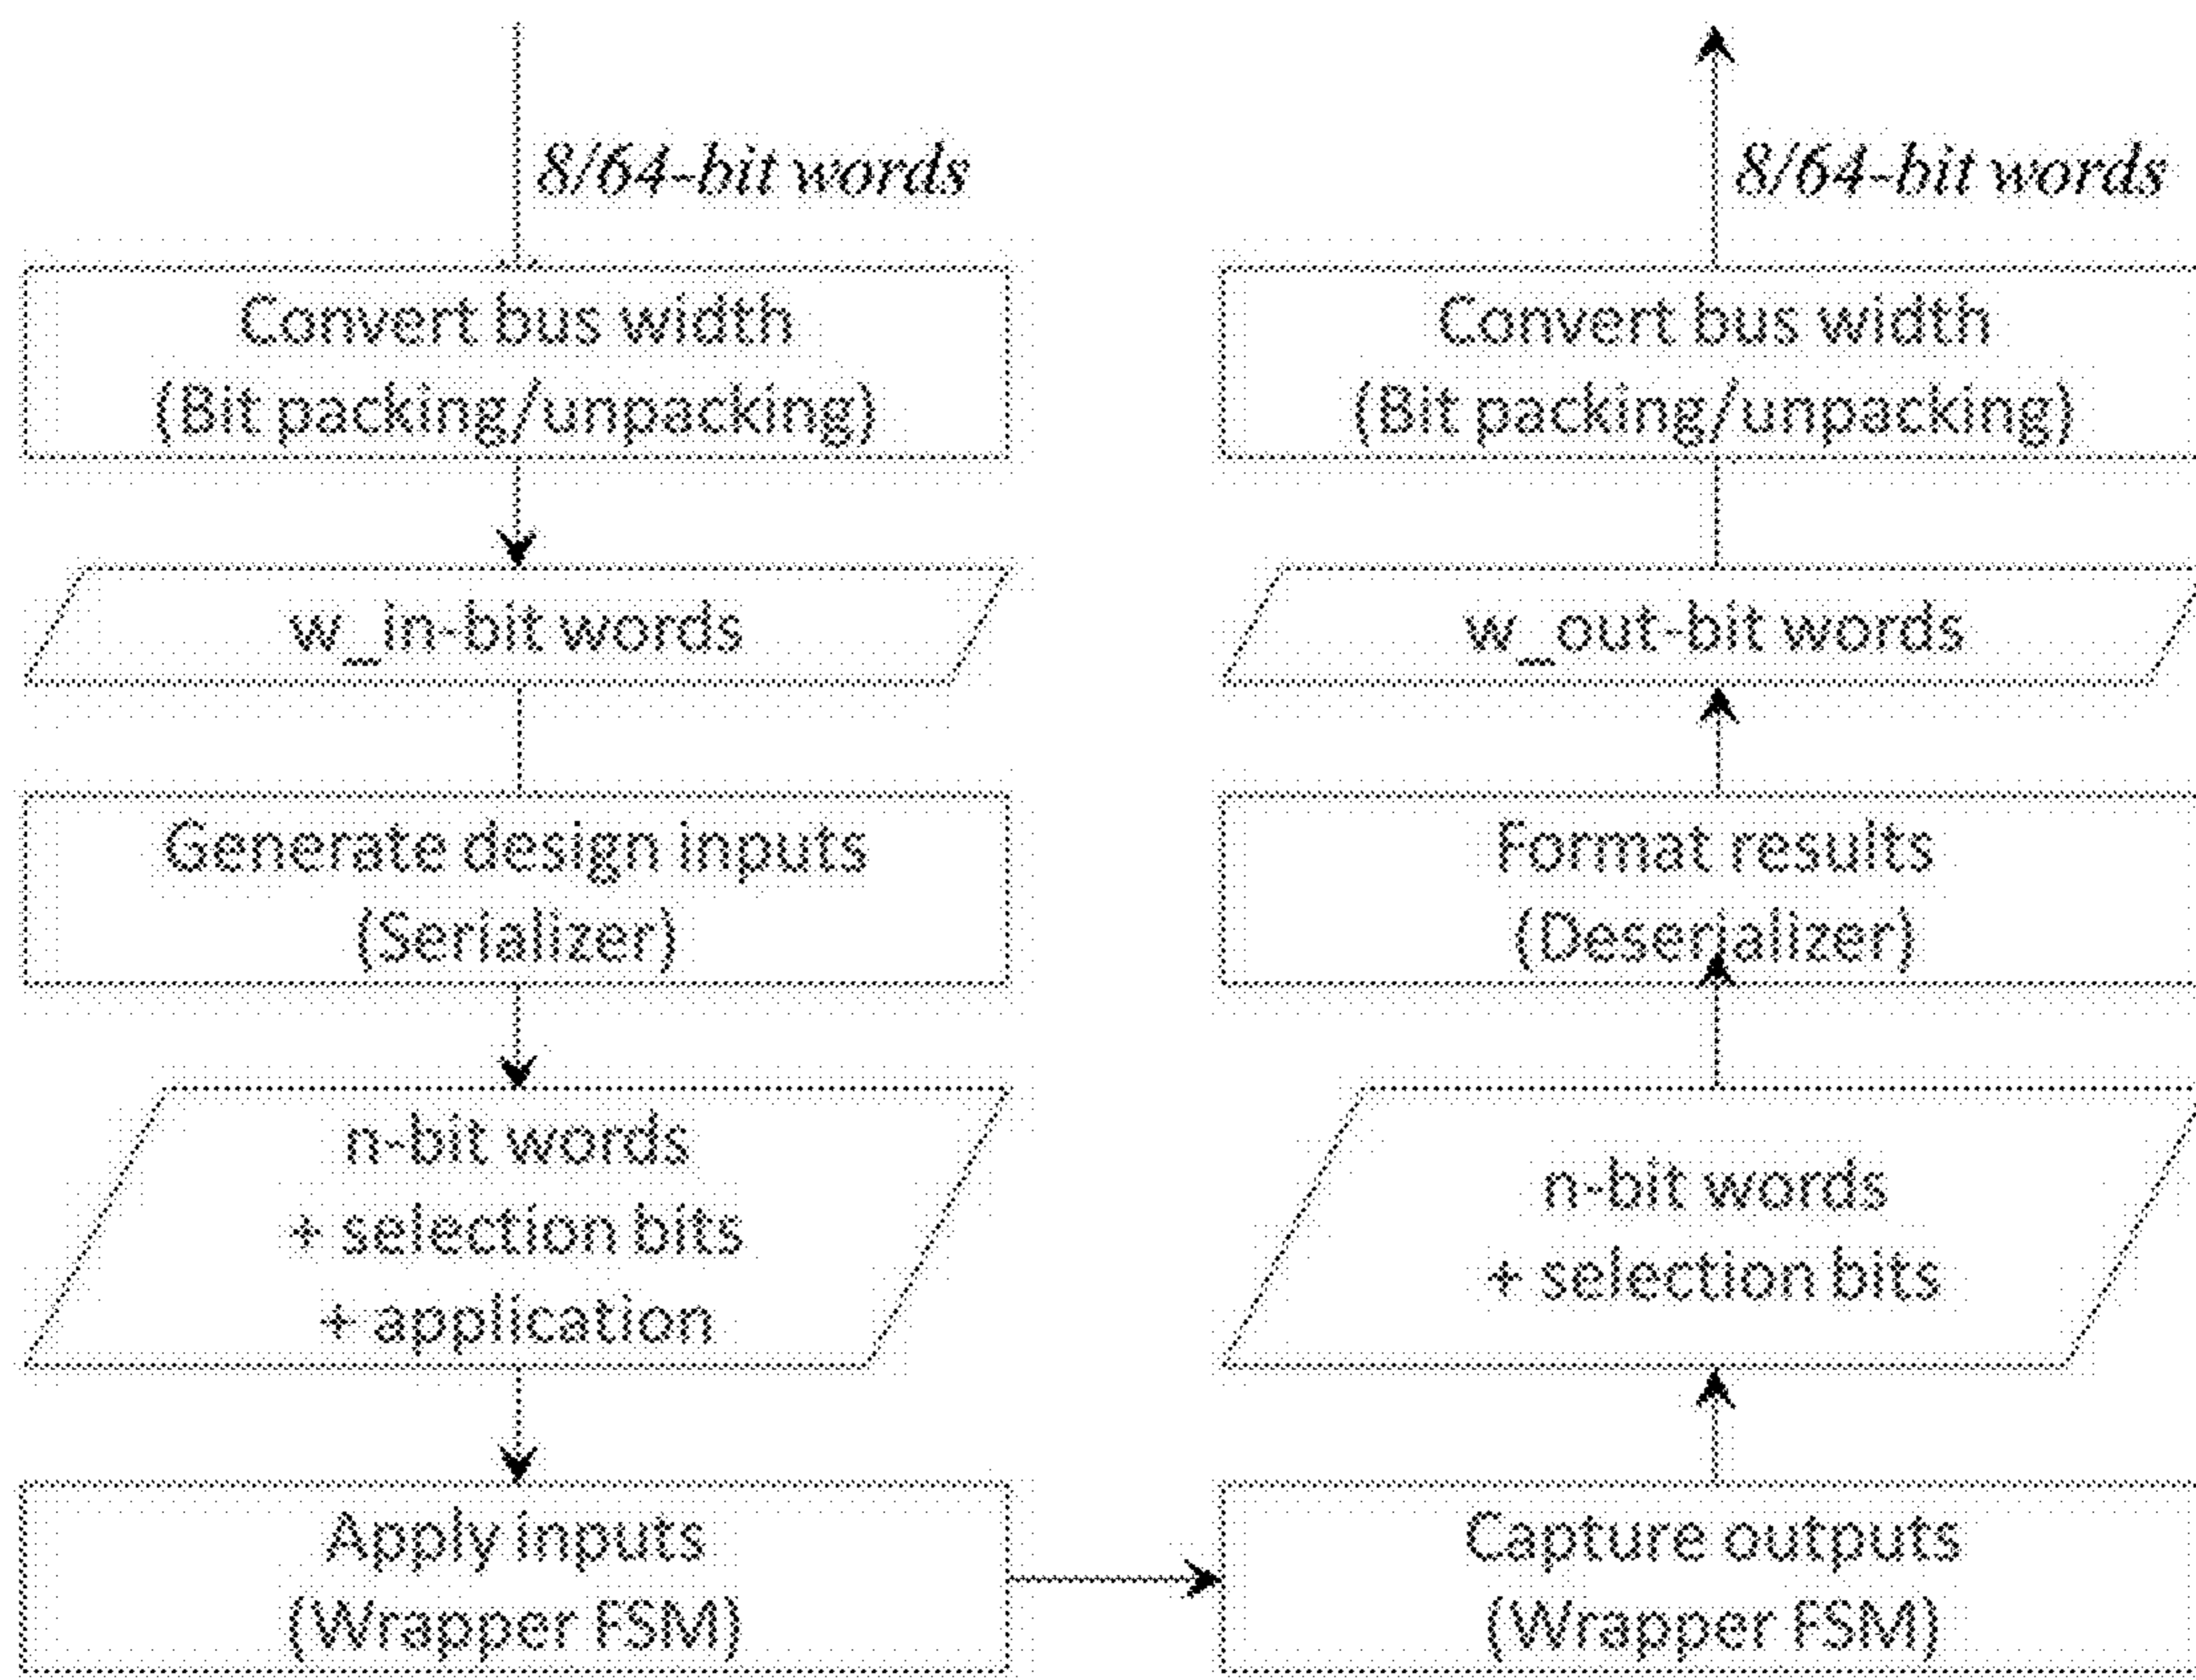 8/64-bit words
Convert bus width
(Bit packing/unpacking)
w_in-bit words
Generate design inputs
(Serializer)
n-bit words
+ selection bits
+ application
Apply inputs
(Wrapper FSM)
8/64-bit words
Convert bus width
(Bit packing/unpacking)
w_out-bit words
Format results
(Deserializer)
n-bit words
+ selection bits
Capture outputs
(Wrapper FSM)